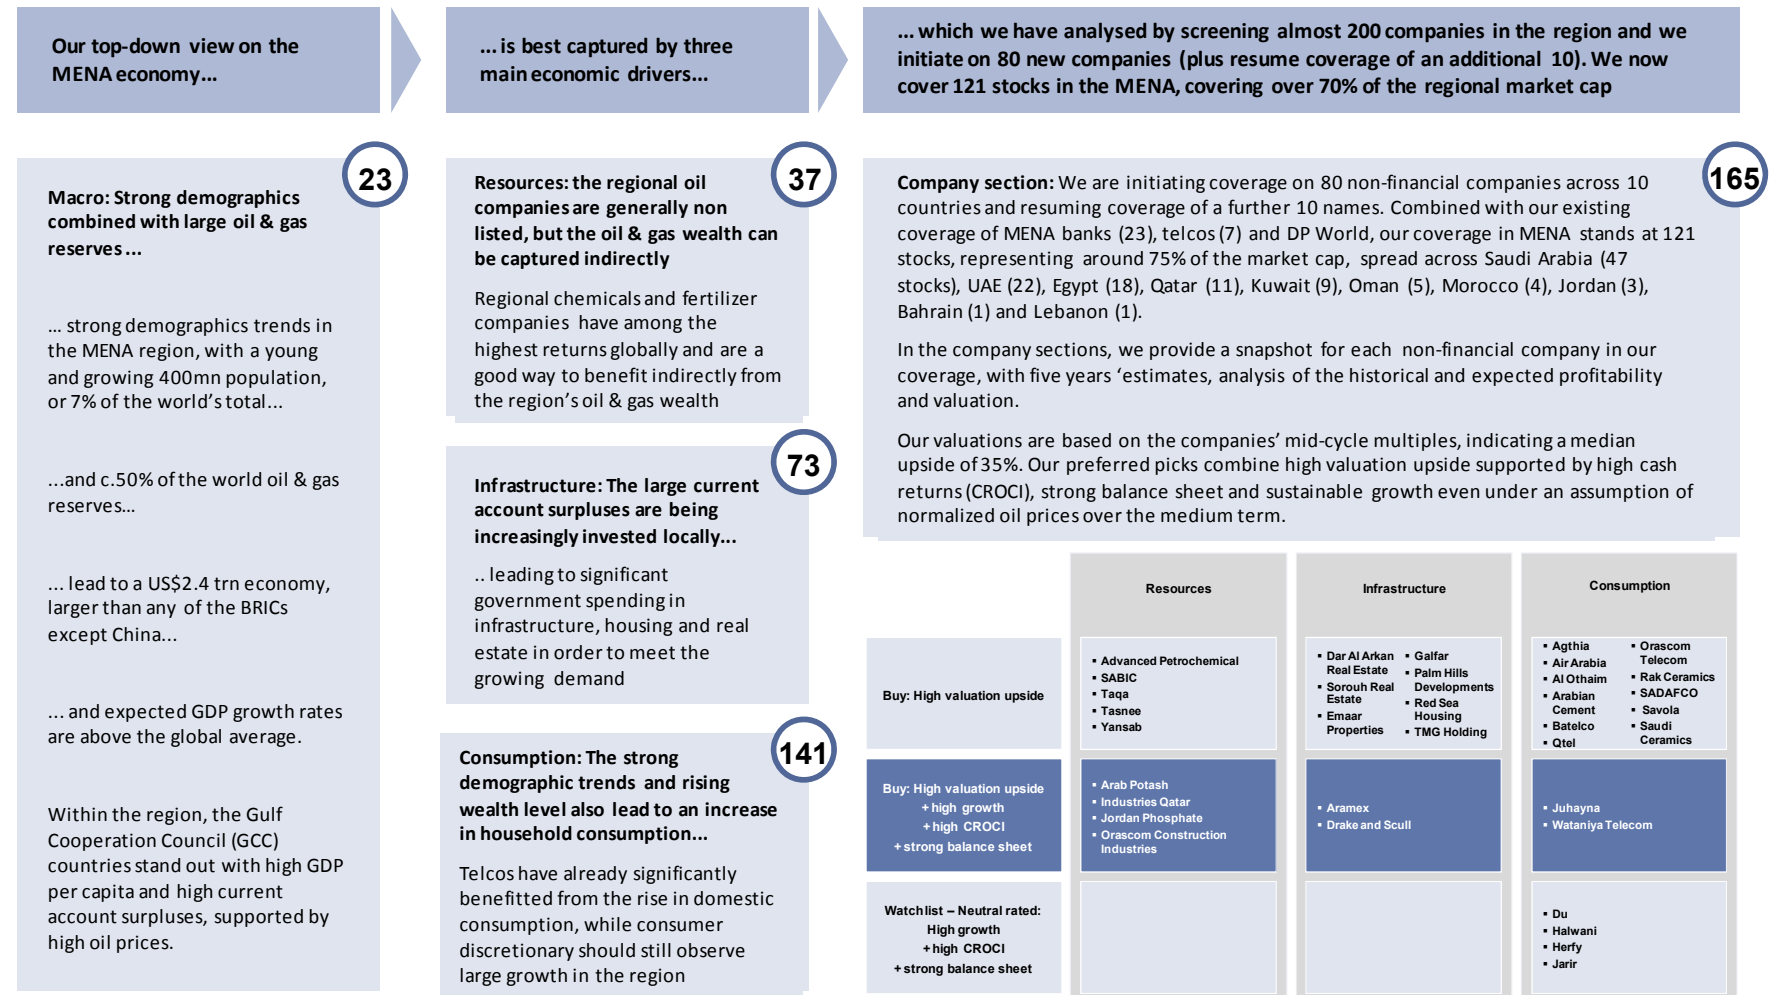 Our top-down view on the
MENA economy...
... is best captured by three
main economic drivers...
... which we have analysed by screening almost 200 companies in the region and we
initiate on 80 new companies (plus resume coverage of an additional 10). We now
cover 121 stocks in the MENA, covering over 70% of the regional market cap
23
Macro: Strong demographics
combined with large oil & gas
reserves ...
... strong demographics trends in
the MENA region, with a young
and growing 400mn population,
or 7% of the world's total...
...and c.50% of the world oil & gas
reserves...
... lead to a US$2.4 trn economy,
larger than any of the BRICs
except China...
... and expected GDP growth rates
are above the global average.
Within the region, the Gulf
Cooperation Council (GCC)
countries stand out with high GDP
per capita and high current
account surpluses, supported by
high oil prices.
37
Resources: the regional oil
companies are generally non
listed, but the oil & gas wealth can
be captured indirectly
Regional chemicals and fertilizer
companies have among the
highest returns globally and are a
good way to benefit indirectly from
the region's oil & gas wealth
73
Infrastructure: The large current
account surpluses are being
increasingly invested locally...
.. leading to significant
government spending in
infrastructure, housing and real
estate in order to meet the
growing demand
141
Consumption: The strong
demographic trends and rising
wealth level also lead to an increase
in household consumption...
Telcos have already significantly
benefitted from the rise in domestic
consumption, while consumer
discretionary should still observe
large growth in the region
165
Company section: We are initiating coverage on 80 non-financial companies across 10
countries and resuming coverage of a further 10 names. Combined with our existing
coverage of MENA banks (23), telcos (7) and DP World, our coverage in MENA stands at 121
stocks, representing around 75% of the market cap, spread across Saudi Arabia (47
stocks), UAE (22), Egypt (18), Qatar (11), Kuwait (9), Oman (5), Morocco (4), Jordan (3),
Bahrain (1) and Lebanon (1).
In the company sections, we provide a snapshot for each non-financial company in our
coverage, with five years 'estimates, analysis of the historical and expected profitability
and valuation.
Our valuations are based on the companies' mid-cycle multiples, indicating a median
upside of 35%. Our preferred picks combine high valuation upside supported by high cash
returns (CROCI), strong balance sheet and sustainable growth even under an assumption of
normalized oil prices over the medium term.
Resources
Infrastructure
Consumption
Buy: High valuation upside
▪ Advanced Petrochemical
▪ SABIC
▪ Taqa
▪ Tasnee
▪ Yansab
▪ Dar Al Arkan
Real Estate
▪ Sorouh Real
Estate
▪ Emaar
Properties
▪ Galfar
▪ Palm Hills
Developments
▪ Red Sea
Housing
▪ TMG Holding
▪ Agthia
▪ Air Arabia
▪ Al Othaim
▪ Arabian
Cement
▪ Batelco
▪ Qtel
▪ Orascom
Telecom
▪ Rak Ceramics
▪ SADAFCO
▪ Savola
▪ Saudi
Ceramics
Buy: High valuation upside
+ high growth
+ high CROCI
+ strong balance sheet
▪ Arab Potash
▪ Industries Qatar
▪ Jordan Phosphate
▪ Orascom Construction
Industries
▪ Aramex
▪ Drake and Scull
▪ Juhayna
▪ Wataniya Telecom
Watchlist – Neutral rated:
High growth
+ high CROCI
+ strong balance sheet
▪ Du
▪ Halwani
▪ Herfy
▪ Jarir